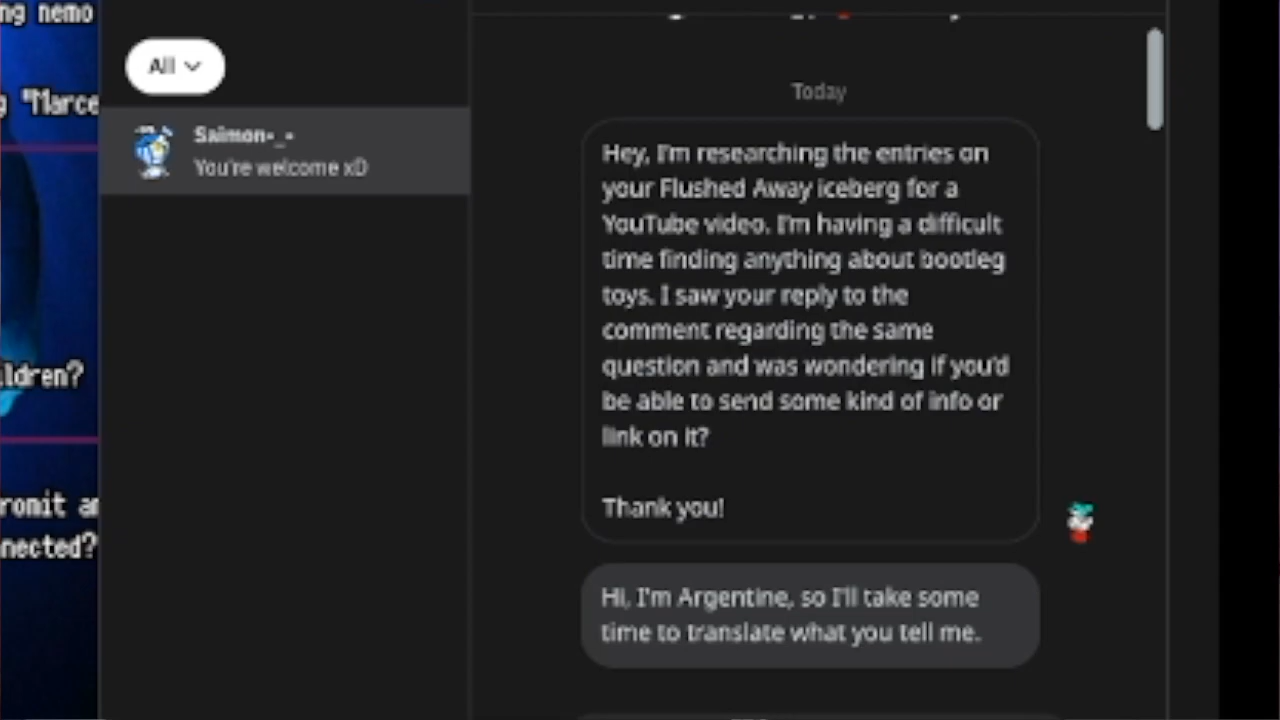 ng nemo
g "Marce
ildren?
romit ar
nected?
All
Saimon-_-
You're welcome xD
Today
Hey, I'm researching the entries on
your Flushed Away iceberg for a
YouTube video. I'm having a difficult
time finding anything about bootleg
toys. I saw your reply to the
comment regarding the same
question and was wondering if you'd
be able to send some kind of info or
link on it?
Thank you!
Hi, I'm Argentine, so I'll take some
time to translate what you tell me.